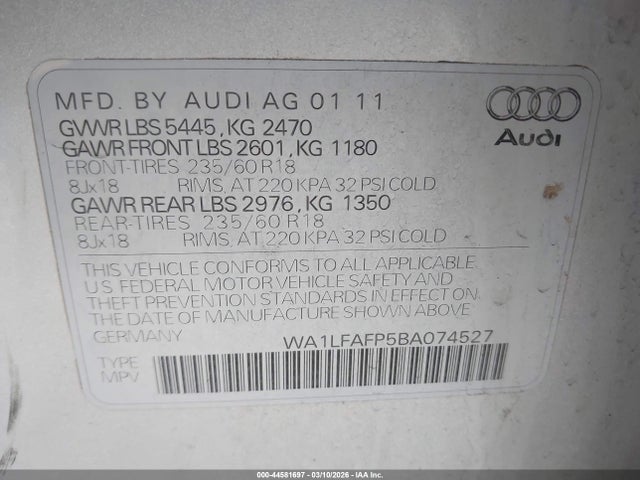 MFD. BY AUDI AG 01 11
GVWR LBS 5445, KG 2470
GAWR FRONT LBS 2601, KG 1180
FRONT-TIRES 235/60 R18
8Jx18 RIMS, AT 220 KPA 32 PSI COLD
GAWR REAR LBS 2976, KG 1350
REAR-TIRES 235/60 R18
8Jx18 RIMS, AT 220 KPA 32 PSI COLD
Audi
THIS VEHICLE CONFORMS TO ALL APPLICABLE
U.S FEDERAL MOTOR VEHICLE SAFETY AND
THEFT PREVENTION STANDARDS IN EFFECT ON
THE DATE OF MANUFACTURE SHOWN ABOVE
GERMANY WA1LFAFP5BA074527
TYPE
MPV
000-44581697 - 03/10/2026 - IAA Inc.